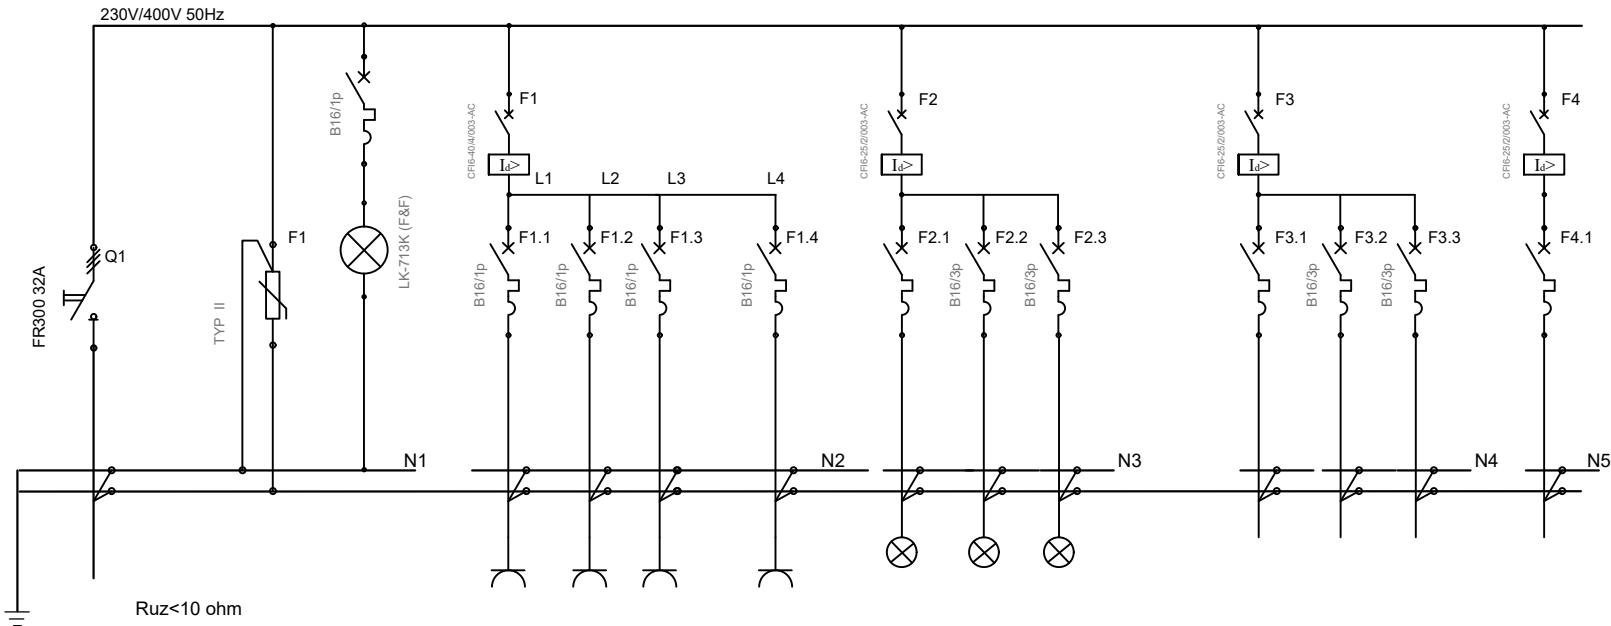 230V/400V 50Hz
B16/1p
F1
CFI6-40/4/003-AC
F2
CFI6-25/2/003-AC
F3
CFI6-25/2/003-AC
F4
CFI6-25/2/003-AC
Id>
Id>
Id>
Id>
L1
L2
L3
L4
FR300 32A
Q1
TYP II
F1
LK-713K (F&F)
F1.1
F1.2
F1.3
F1.4
F2.1
F2.2
F2.3
F3.1
F3.2
F3.3
F4.1
B16/1p
B16/1p
B16/1p
B16/1p
B16/3p
B16/3p
B16/3p
B16/3p
N1
N2
N3
N4
N5
Ruz<10 ohm